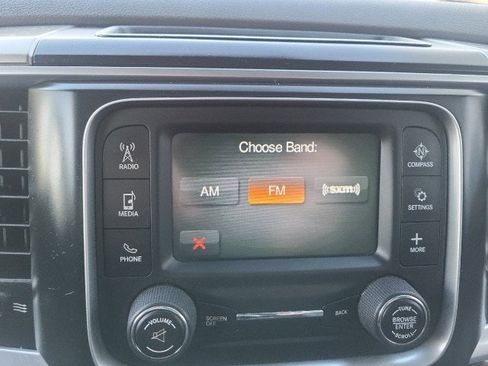 Choose Band:
AM
FM
((sxm))
RADIO
MEDIA
PHONE
COMPASS
SETTINGS
MORE
VOLUME
SCREEN
OFF
BACK
TUNE
BROWSE
ENTER
SCROLL